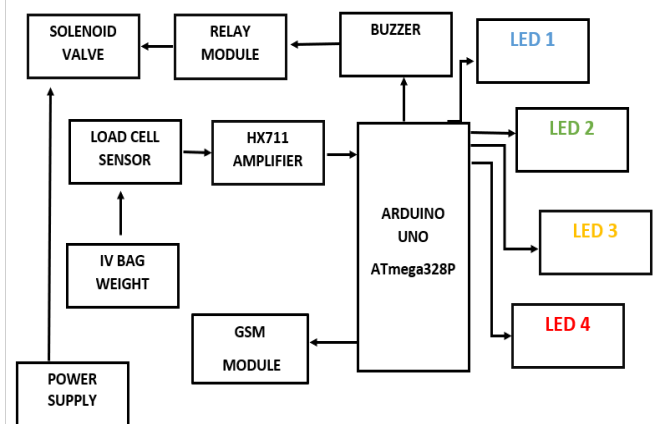 SOLENOID
VALVE
RELAY
MODULE
BUZZER
LED 1
LED 2
LOAD CELL
SENSOR
HX711
AMPLIFIER
ARDUINO
UNO
ATmega328P
LED 3
IV BAG
WEIGHT
GSM
MODULE
LED 4
POWER
SUPPLY